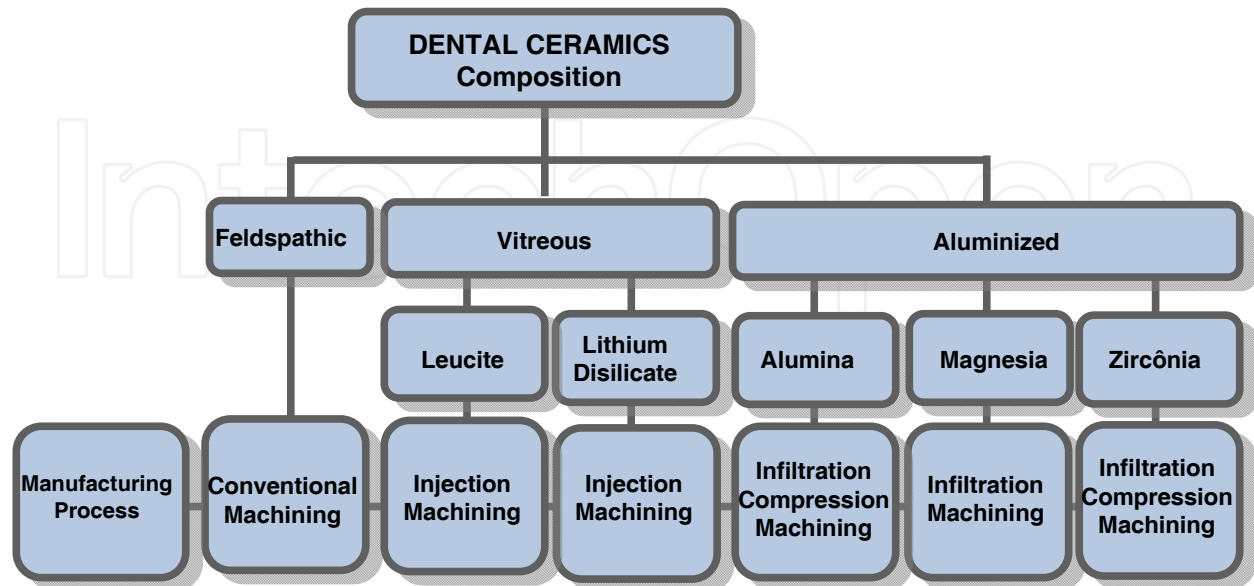 DENTAL CERAMICS
Composition
IntechOpen
Feldspathic
Vitreous
Aluminized
Leucite
Lithium
Disilicate
Alumina
Magnesia
Zircônia
Manufacturing
Process
Conventional
Machining
Injection
Machining
Injection
Machining
Infiltration
Compression
Machining
Infiltration
Machining
Infiltration
Compression
Machining